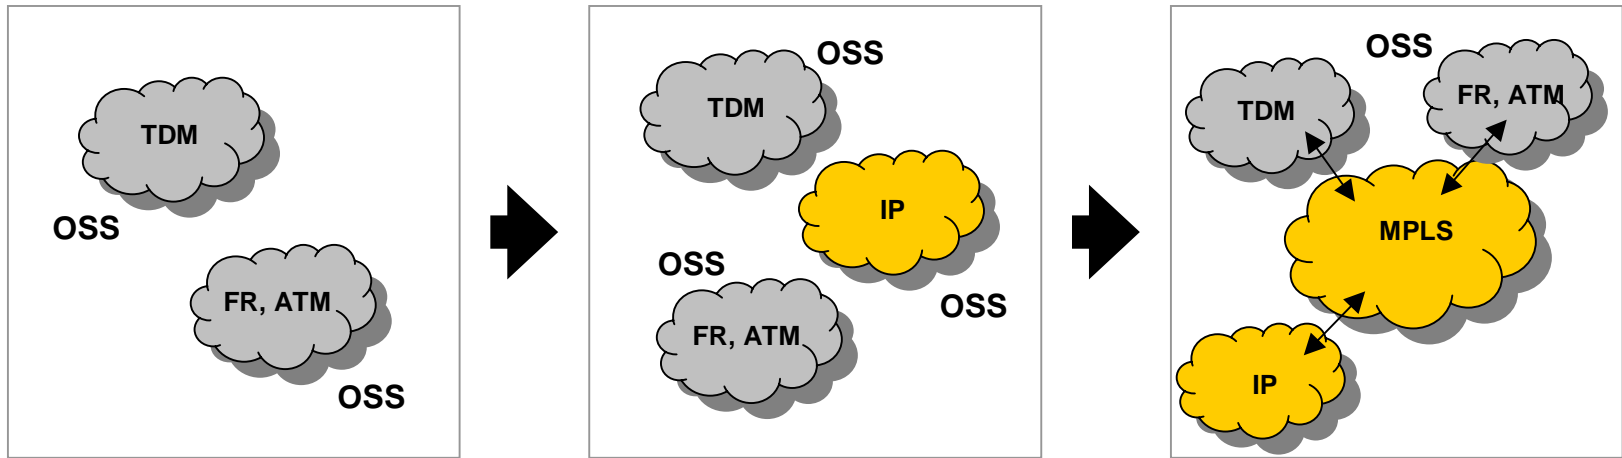 TDM
OSS
FR, ATM
OSS
OSS
TDM
IP
OSS
OSS
FR, ATM
OSS
TDM
FR, ATM
MPLS
IP